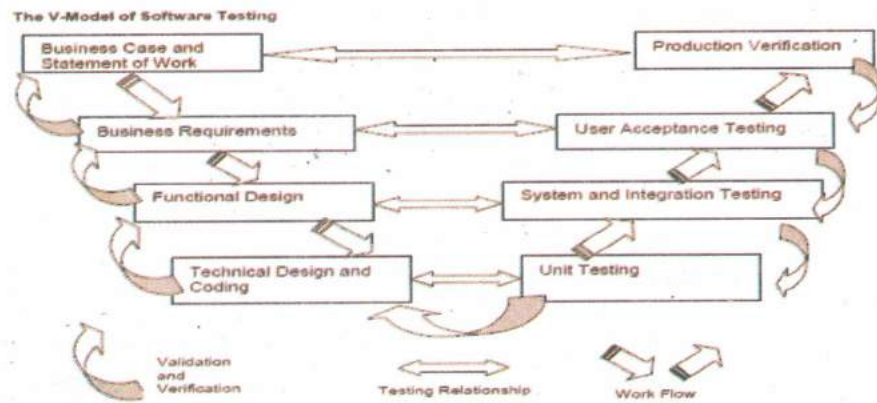 The V-Model of Software Testing
Business Case and
Statement of Work
Production Verification
Business Requirements
User Acceptance Testing
Functional Design
System and Integration Testing
Technical Design and
Coding
Unit Testing
Validation
and
Verification
Testing Relationship
Work Flow